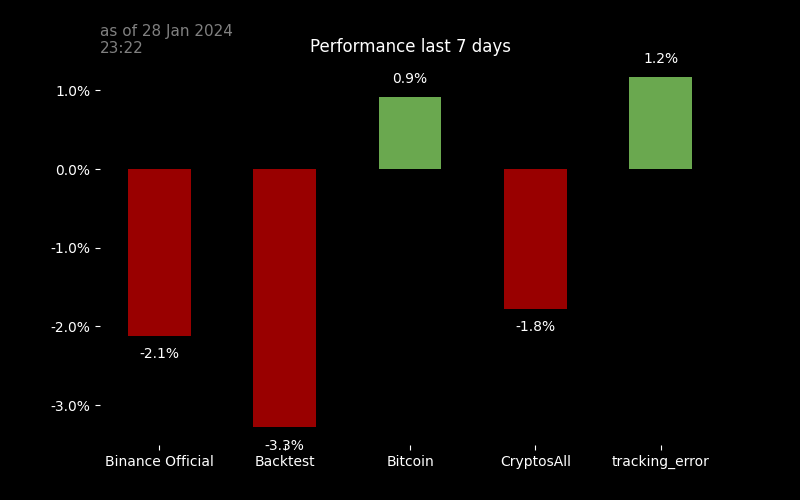 as of 28 Jan 2024
23:22
Performance last 7 days
1.2%
0.9%
1.0%
0.0%
-1.0%
-2.0%
-3.0%
-2.1%
-3.3%
-1.8%
Binance Official
Backtest
Bitcoin
CryptosAll
tracking_error